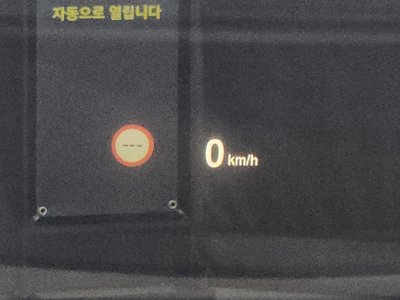 자동으로 열립니다
---
0 km/h